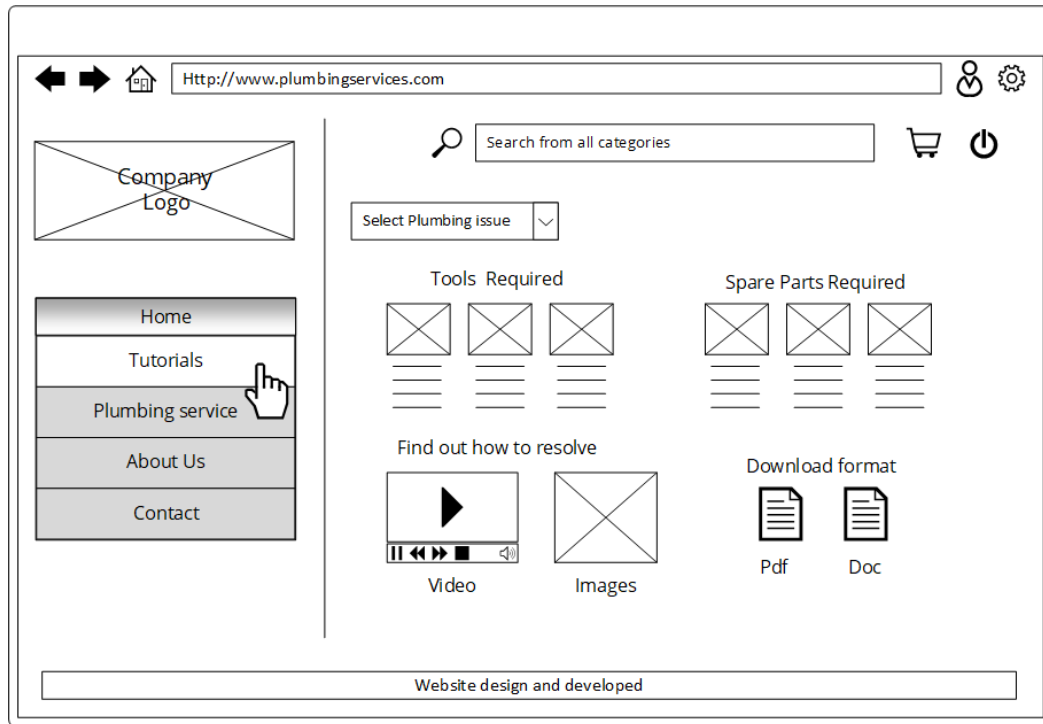 Http://www.plumbingservices.com
Search from all categories
Company
Logo
Select Plumbing issue
Home
Tutorials
Plumbing service
About Us
Contact
Tools Required
Spare Parts Required
Find out how to resolve
Video
Images
Download format
Pdf
Doc
Website design and developed